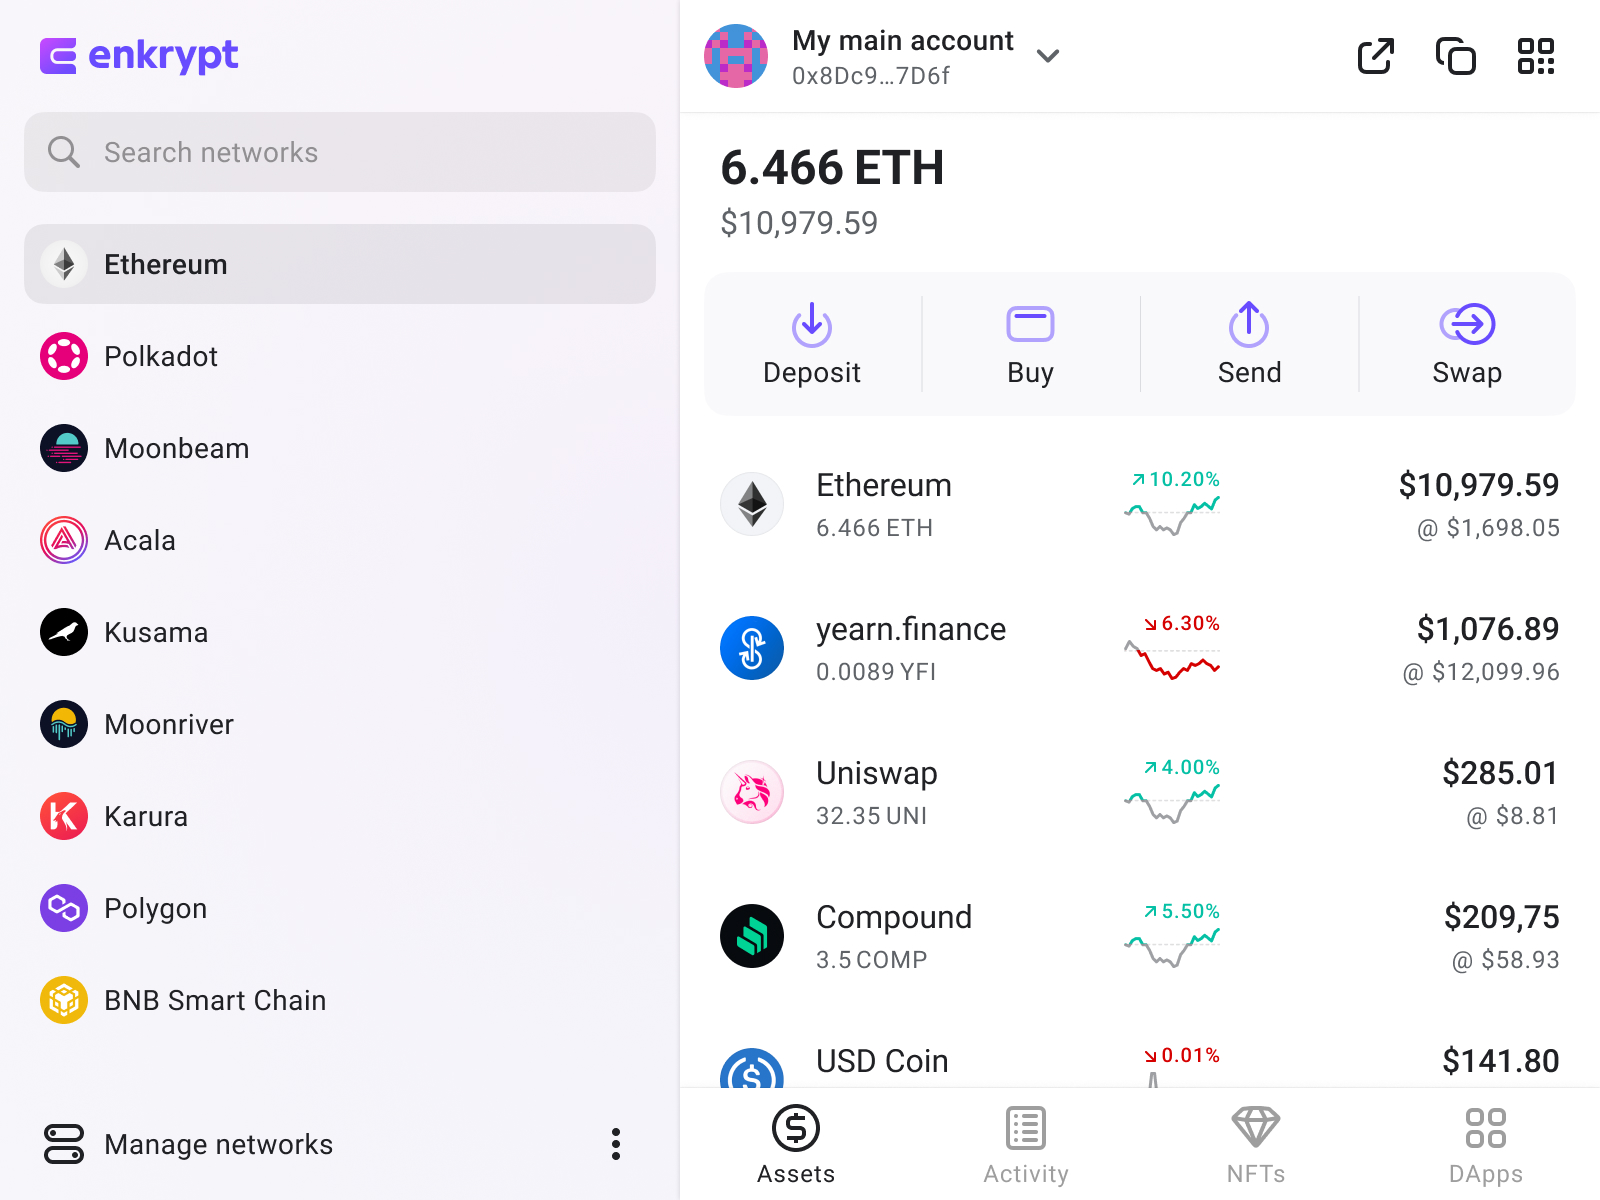 enkrypt
Search networks
Ethereum
Polkadot
Moonbeam
Acala
Kusama
Moonriver
Karura
Polygon
BNB Smart Chain
Manage networks
My main account
0x8Dc9...7D6f
6.466 ETH
$10,979.59
Deposit
Buy
Send
Swap
Ethereum
10.20%
$10,979.59
6.466 ETH
@ $1,698.05
yearn.finance
6.30%
$1,076.89
0.0089 YFI
@ $12,099.96
Uniswap
4.00%
$285.01
32.35 UNI
@ $8.81
Compound
5.50%
$209,75
3.5 COMP
@ $58.93
USD Coin
0.01%
$141.80
Assets
Activity
NFTs
DApps